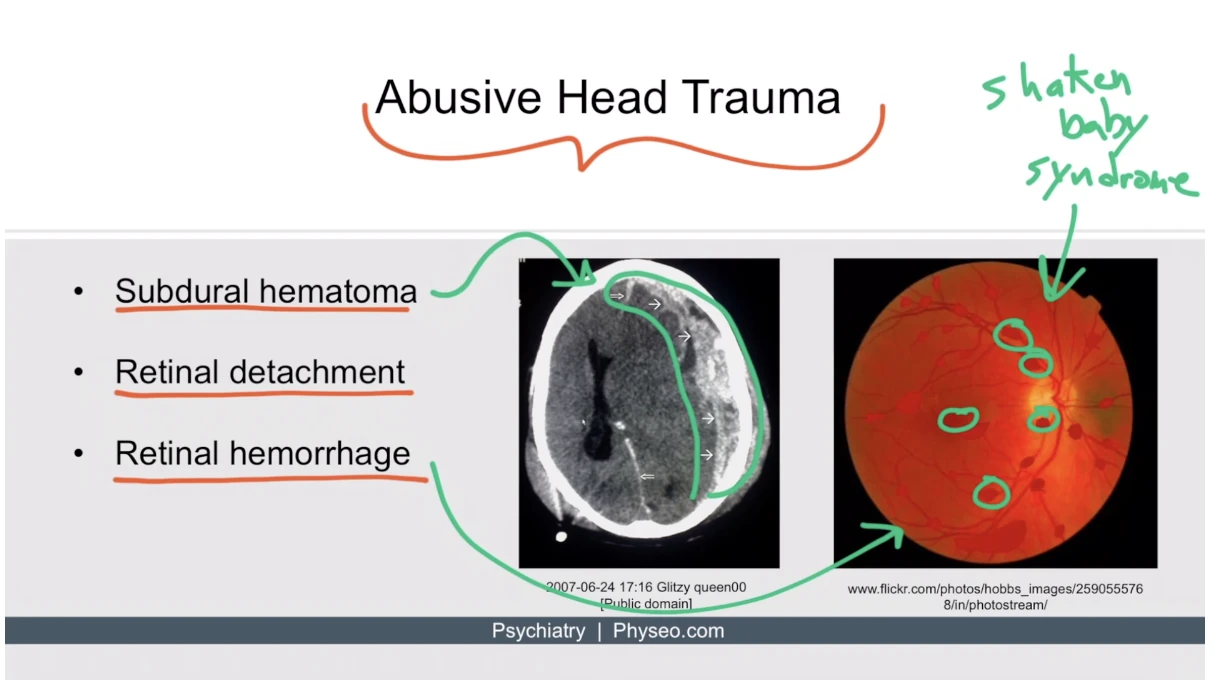 Abusive Head Trauma
shaken
baby
syndrome
• Subdural hematoma
• Retinal detachment
• Retinal hemorrhage
2007-06-24 17:16 Glitzy queen00
[Public domain]
www.flickr.com/photos/hobbs_images/259055576
8/in/photostream/
Psychiatry | Physeo.com